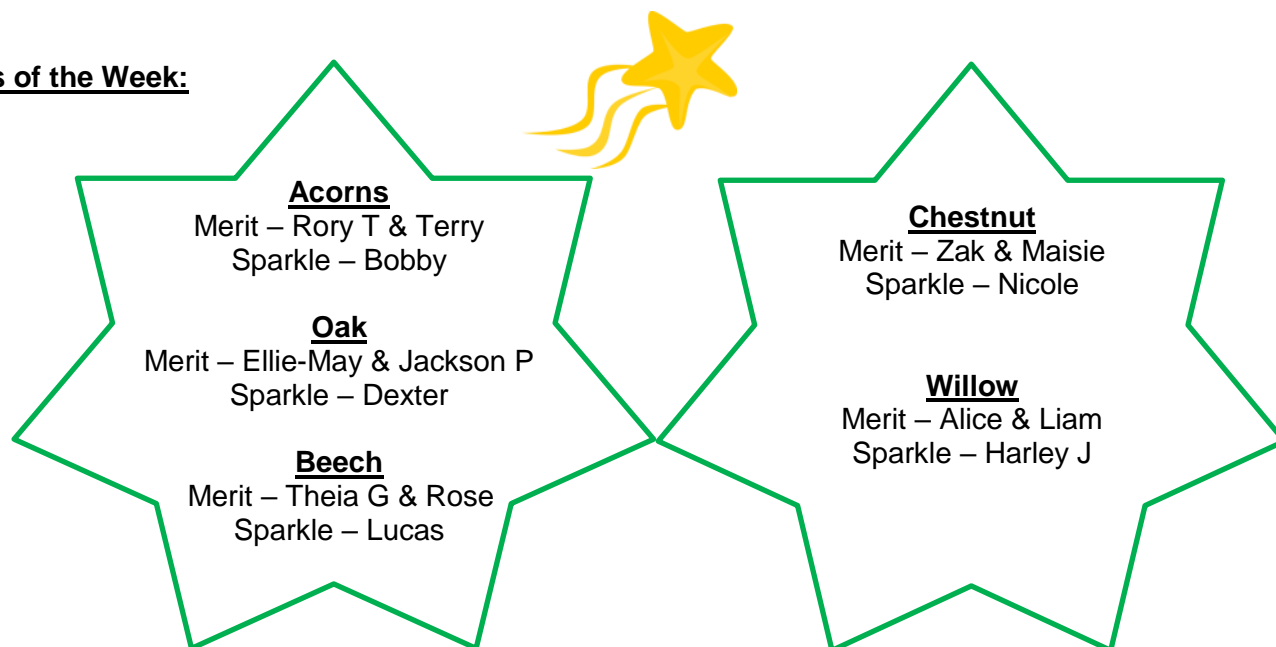 s of the Week:
Acorns
Merit – Rory T & Terry
Sparkle – Bobby
Oak
Merit – Ellie-May & Jackson P
Sparkle – Dexter
Beech
Merit – Theia G & Rose
Sparkle – Lucas
Chestnut
Merit – Zak & Maisie
Sparkle – Nicole
Willow
Merit – Alice & Liam
Sparkle – Harley J